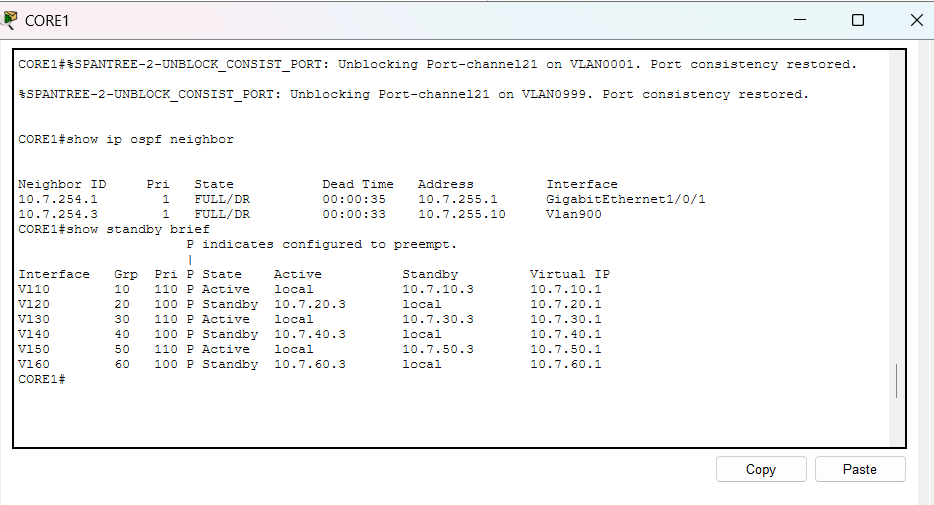 CORE1
CORE1#%SPANTREE-2-UNBLOCK_CONSIST_PORT: Unblocking Port-channel21 on VLAN0001. Port consistency restored.
%SPANTREE-2-UNBLOCK_CONSIST_PORT: Unblocking Port-channel21 on VLAN0999. Port consistency restored.
CORE1#show ip ospf neighbor
Neighbor ID     Pri   State           Dead Time   Address         Interface
10.7.254.1        1   FULL/DR         00:00:35    10.7.255.1      GigabitEthernet1/0/1
10.7.254.3        1   FULL/DR         00:00:33    10.7.255.10     Vlan900
CORE1#show standby brief
                     P indicates configured to preempt.
                     |
Interface   Grp  Pri P State    Active          Standby         Virtual IP
Vl10        10   110 P Active   local           10.7.10.3       10.7.10.1
Vl20        20   100 P Standby  10.7.20.3       local           10.7.20.1
Vl30        30   110 P Active   local           10.7.30.3       10.7.30.1
Vl40        40   100 P Standby  10.7.40.3       local           10.7.40.1
Vl50        50   110 P Active   local           10.7.50.3       10.7.50.1
Vl60        60   100 P Standby  10.7.60.3       local           10.7.60.1
CORE1#
Copy Paste